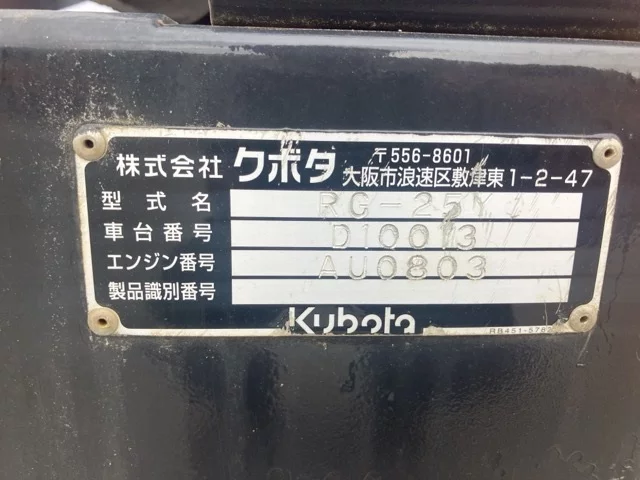 株式会社 クボタ 〒556-8601
大阪市浪速区敷津東1-2-47
型式名 RG-25Y
車台番号 D10013
エンジン番号 AU0803
製品識別番号
Kubota